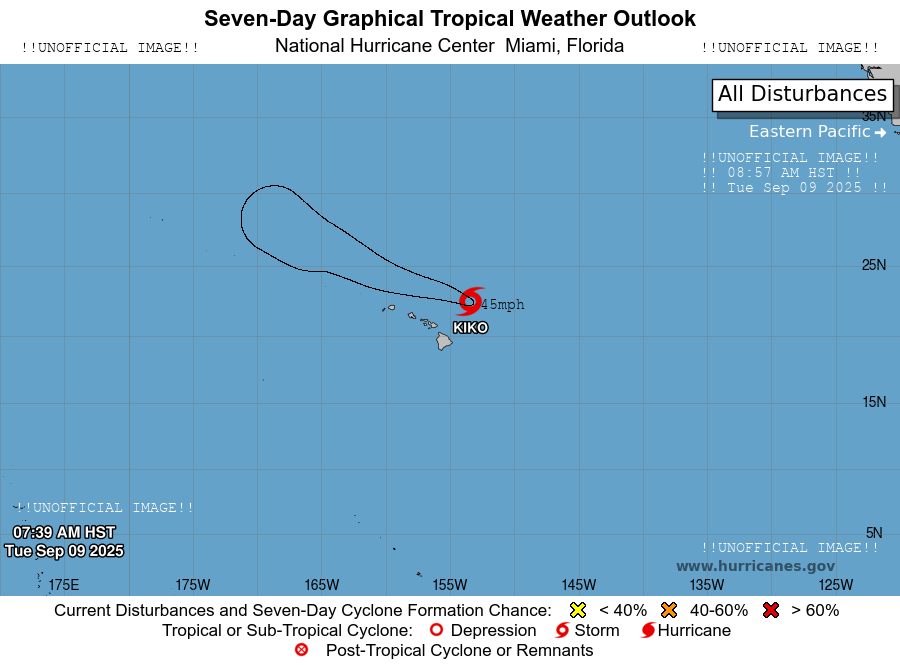 Seven-Day Graphical Tropical Weather Outlook
!!UNOFFICIAL IMAGE!!
National Hurricane Center Miami, Florida
!!UNOFFICIAL IMAGE!!
All Disturbances
35N
Eastern Pacific
!!UNOFFICIAL IMAGE!!
!! 08:57 AM HST !!
!! Tue Sep 09 2025 !!
25N
45mph
KIKO
15N
!!UNOFFICIAL IMAGE!!
07:39 AM HST
5N
Tue Sep 09 2025
!!UNOFFICIAL IMAGE!!
www.hurricanes.gov
175E 175W 165W 155W 145W 135W 125W
Current Disturbances and Seven-Day Cyclone Formation Chance: < 40% 40-60% > 60%
Tropical or Sub-Tropical Cyclone: Depression Storm Hurricane
Post-Tropical Cyclone or Remnants